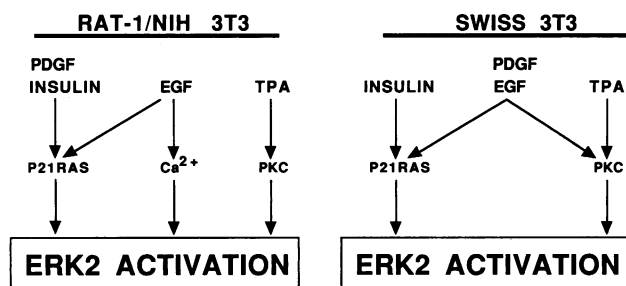 RAT-1/NIH 3T3
PDGF
INSULIN EGF TPA
P21RAS Ca2+ PKC
ERK2 ACTIVATION
SWISS 3T3
PDGF
INSULIN EGF TPA
P21RAS PKC
ERK2 ACTIVATION